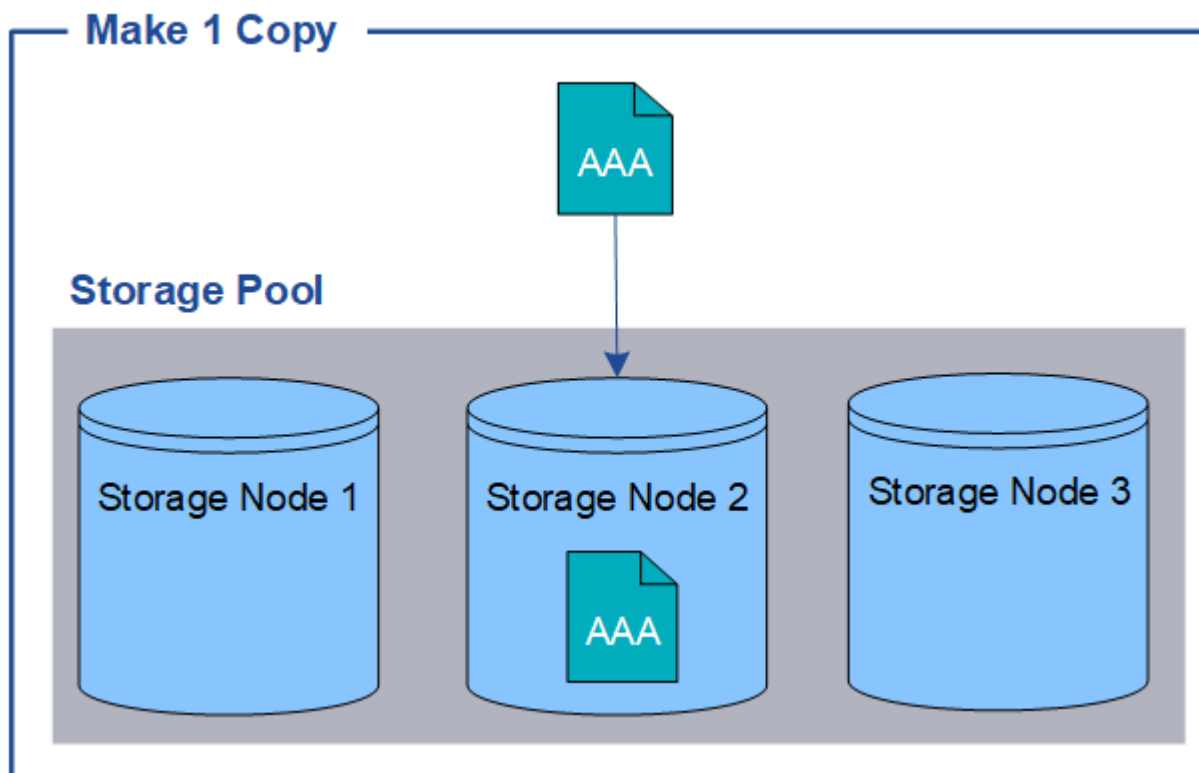 Make 1 Copy
AAA
Storage Pool
Storage Node 1
Storage Node 2
Storage Node 3
AAA